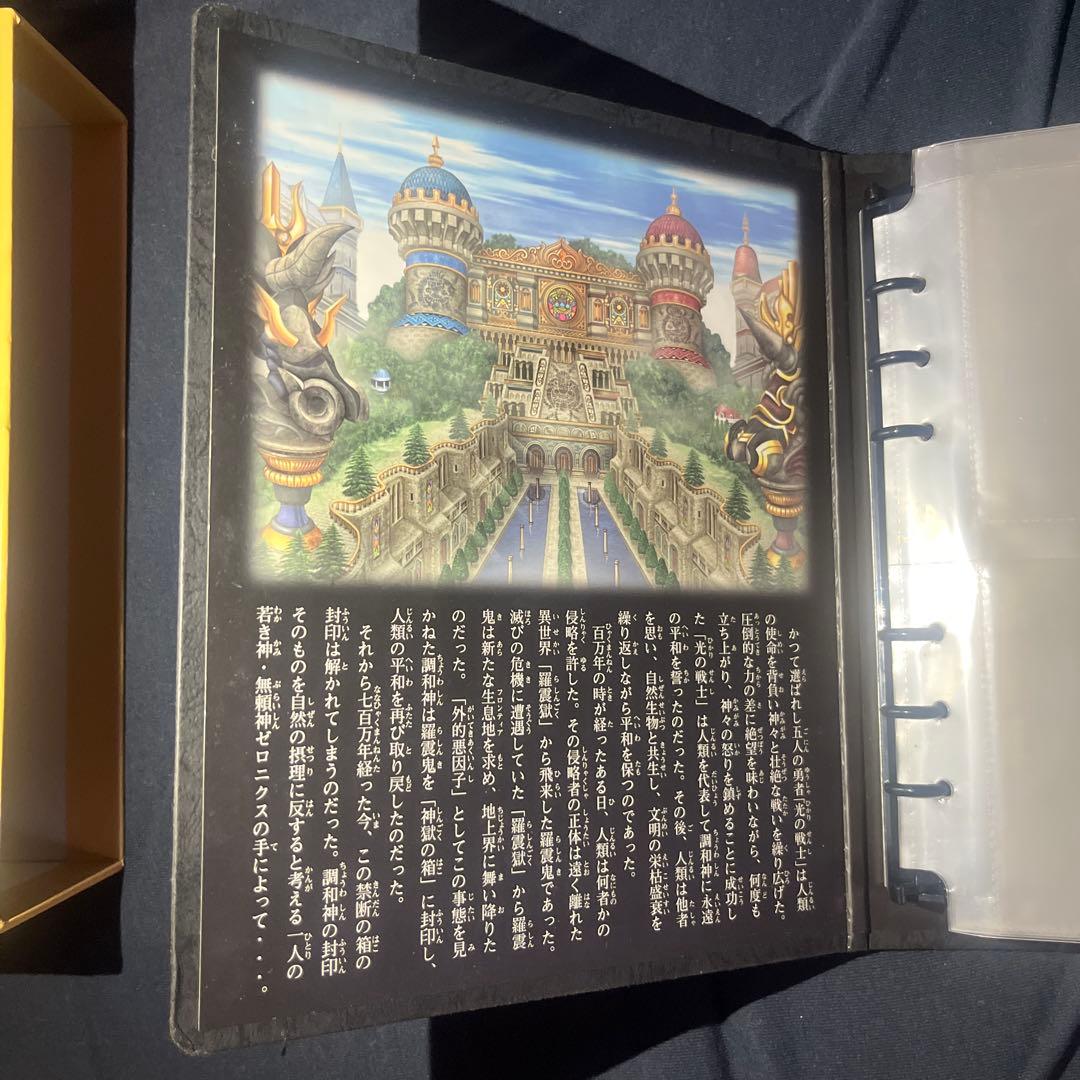 かつて選ばれし五人の勇者「光の戦士」は人類
の使命を背負い神々と壮絶な戦いを繰り広げた。
圧倒的な力の差に絶望を味わいながら、何度も
立ち上がり、神々の怒りを鎮めることに成功し
た「光の戦士」は人類を代表して調和神に永遠
の平和を誓ったのだった。その後、人類は他者
を思い、自然生物と共生し、文明の栄枯盛衰を
繰り返しながら平和を保つのであった。
百万年の時が経ったある日、人類は何者かの
侵略を許した。その侵略者の正体は遠く離れた
異世界「羅震獄」から飛来した羅震鬼であった。
滅びの危機に遭遇していた「羅震獄」から羅震
鬼は新たな生息地を求め、地上界に舞い降りた
のだった。「外的悪因子」としてこの事態を見
かねた調和神は羅震鬼を「神獄の箱」に封印し、
人類の平和を再び取り戻したのだった。
それから七百万年経った今、この禁断の箱の
封印は解かれてしまうのだった。調和神の封印
そのものを自然の摂理に反すると考える一人の
若き神・無頼神ゼロニクスの手によって・・・・。